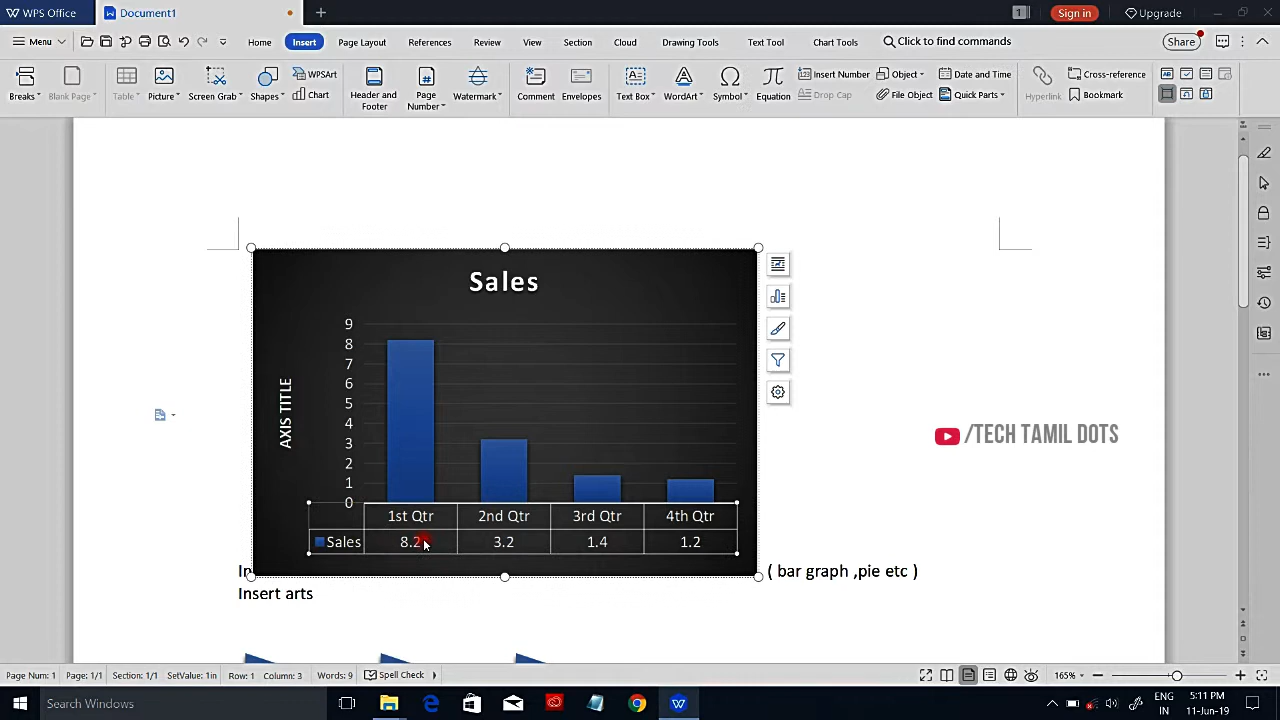 WPS Office
Document1
1
Sign in
Upgrade
Menu
Home
Insert
Page Layout
References
Review
View
Section
Cloud
Drawing Tools
Text Tool
Chart Tools
Click to find commands
Share
Breaks
Blank Page
Table
Picture
Screen Grab
Shapes
WPSArt
Chart
Header and Footer
Page Number
Watermark
Comment
Envelopes
Text Box
WordArt
Symbol
Equation
Insert Number
Drop Cap
Object
File Object
Date and Time
Quick Parts
Hyperlink
Cross-reference
Bookmark
Sales
AXIS TITLE
9
8
7
6
5
4
3
2
1
0
1st Qtr 2nd Qtr 3rd Qtr 4th Qtr
Sales 8.2 3.2 1.4 1.2
/TECH TAMIL DOTS
In ( bar graph ,pie etc )
Insert arts
Page Num: 1 Page: 1/1 Section: 1/1 SetValue: 1in Row: 1 Column: 3 Words: 9 Spell Check 165%
Search Windows
ENG
IN
5:11 PM
11-Jun-19